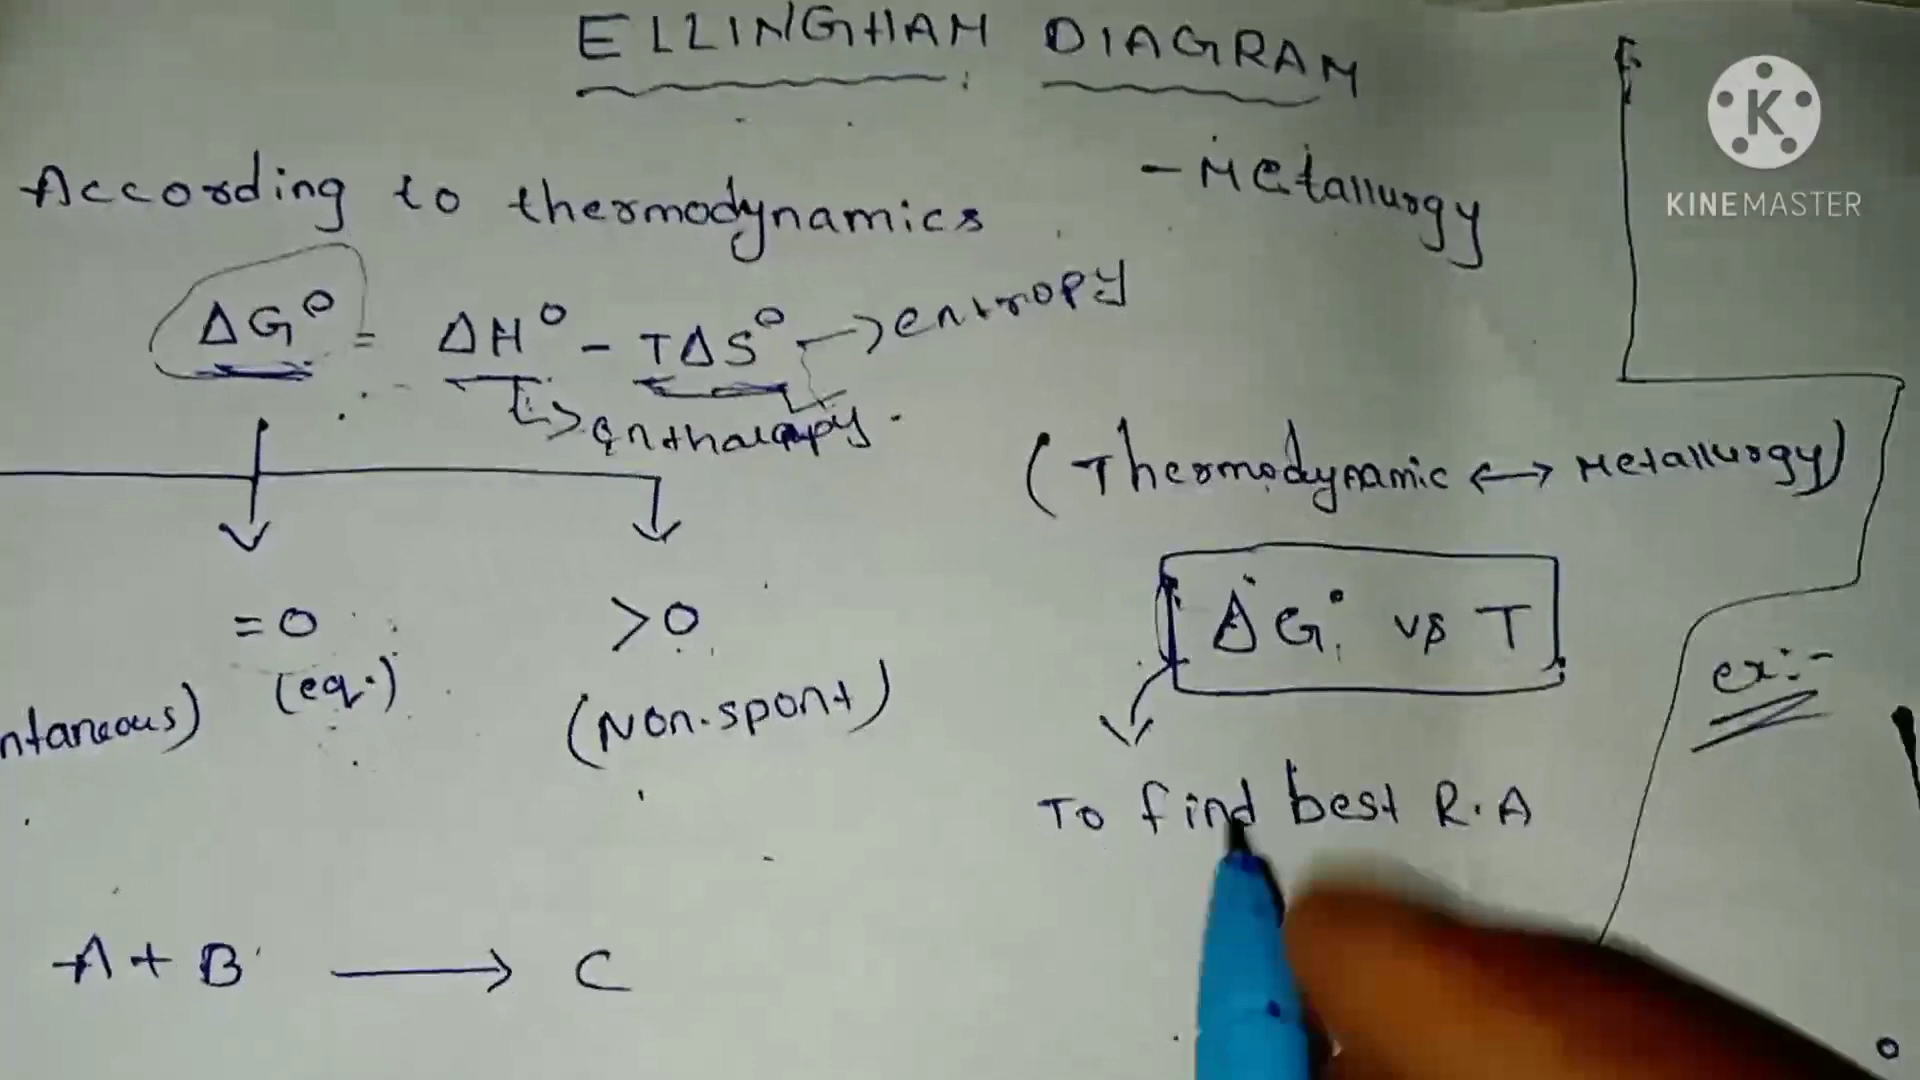 ELLINGHAM DIAGRAM
- Metallurgy
According to thermodynamics
ΔG° = ΔH° - TΔS° → entropy
→ enthalpy.
(Thermodynamic ↔ Metallurgy)
= 0
> 0
ntaneous)
(eq.)
(Non.spont)
ΔG° vs T
To find best R.A
A + B → C
ex:-
K
KINEMASTER